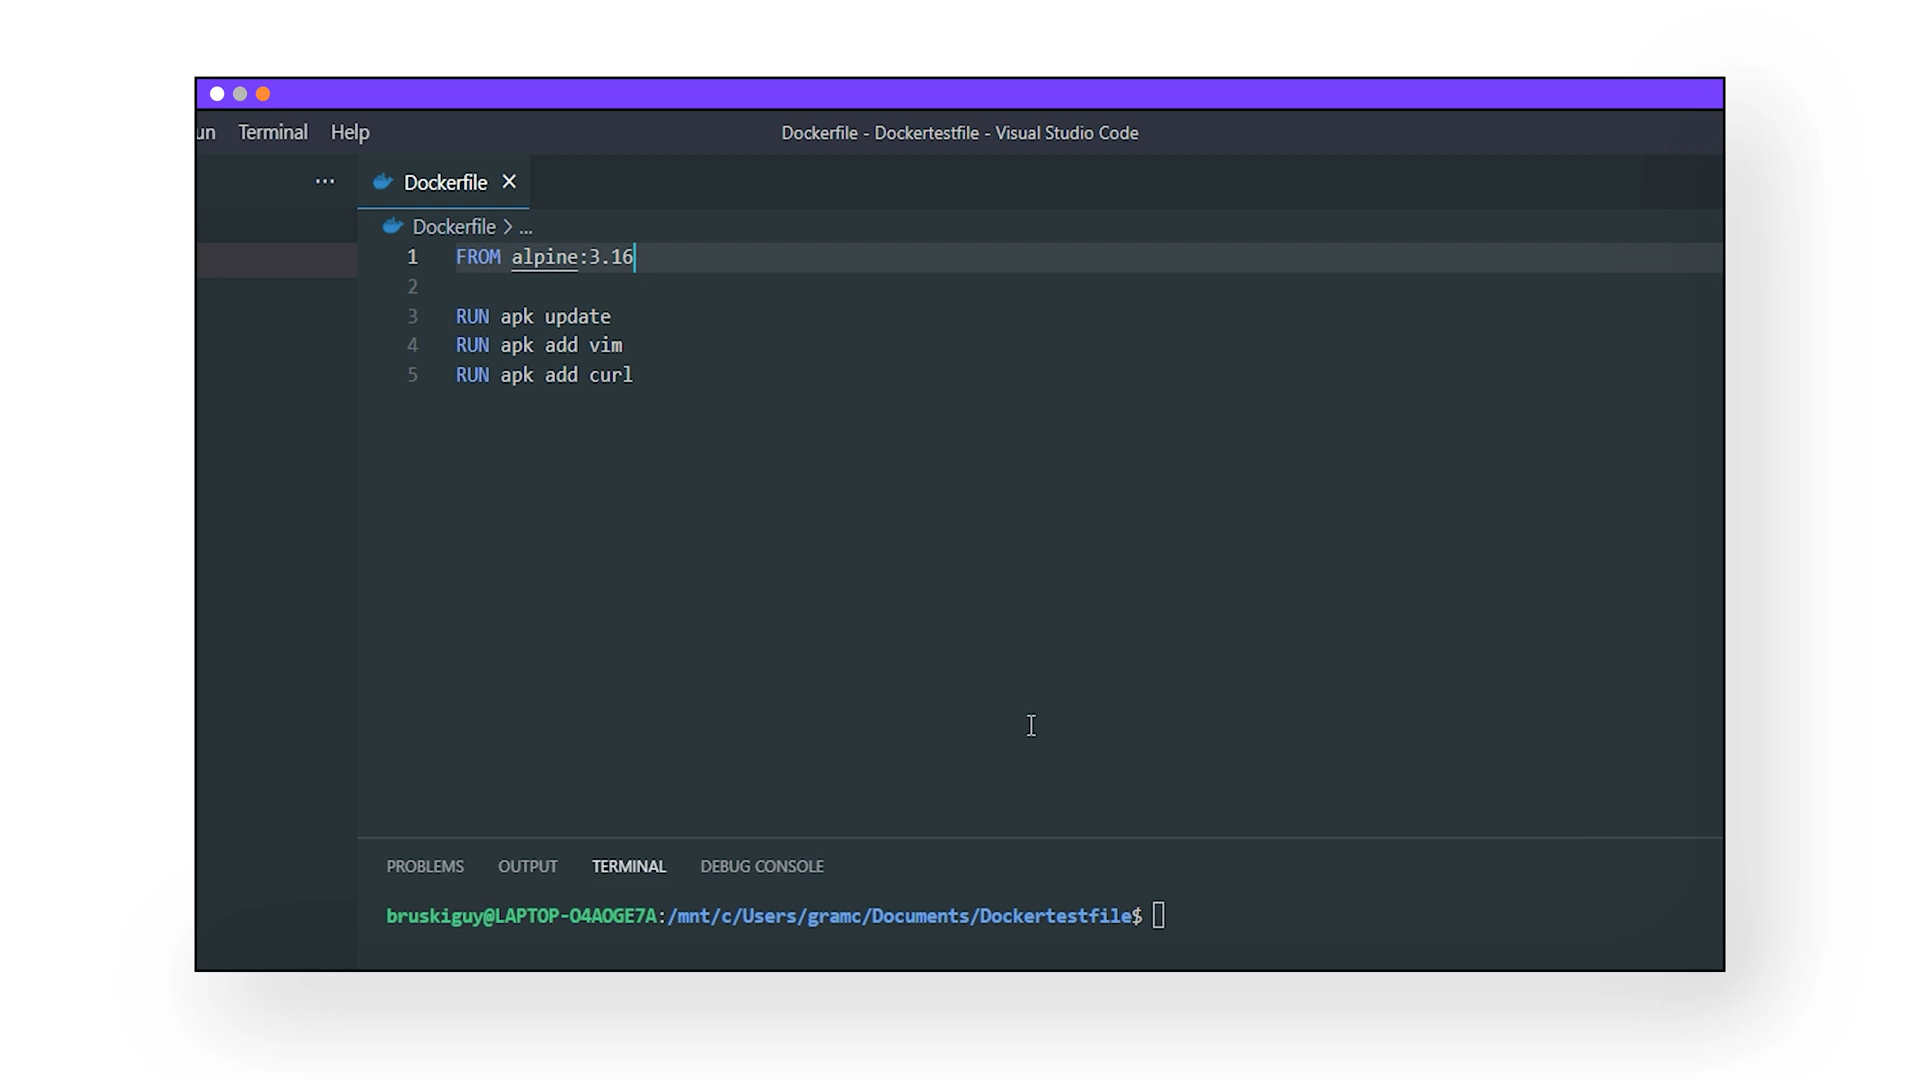 un Terminal Help Dockerfile - Dockertestfile - Visual Studio Code
... Dockerfile ×
Dockerfile > ...
1 FROM alpine:3.16
2
3 RUN apk update
4 RUN apk add vim
5 RUN apk add curl
PROBLEMS OUTPUT TERMINAL DEBUG CONSOLE
bruskiguy@LAPTOP-O4AOGE7A:/mnt/c/Users/gramc/Documents/Dockertestfile$